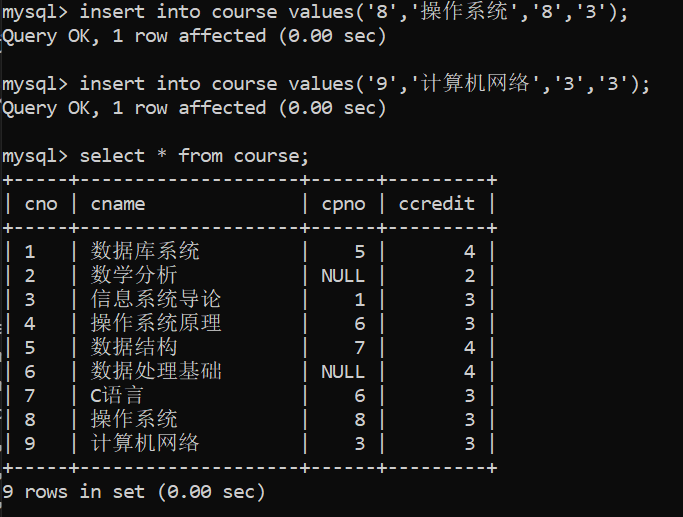 mysql> insert into course values('8','操作系统','8','3');
Query OK, 1 row affected (0.00 sec)
mysql> insert into course values('9','计算机网络','3','3');
Query OK, 1 row affected (0.00 sec)
mysql> select * from course;
+-----+--------------------+------+---------+
| cno | cname              | cpno | ccredit |
+-----+--------------------+------+---------+
| 1   | 数据库系统         |    5 |       4 |
| 2   | 数学分析           | NULL |       2 |
| 3   | 信息系统导论       |    1 |       3 |
| 4   | 操作系统原理       |    6 |       3 |
| 5   | 数据结构           |    7 |       4 |
| 6   | 数据处理基础       | NULL |       4 |
| 7   | C语言              |    6 |       3 |
| 8   | 操作系统           |    8 |       3 |
| 9   | 计算机网络         |    3 |       3 |
+-----+--------------------+------+---------+
9 rows in set (0.00 sec)